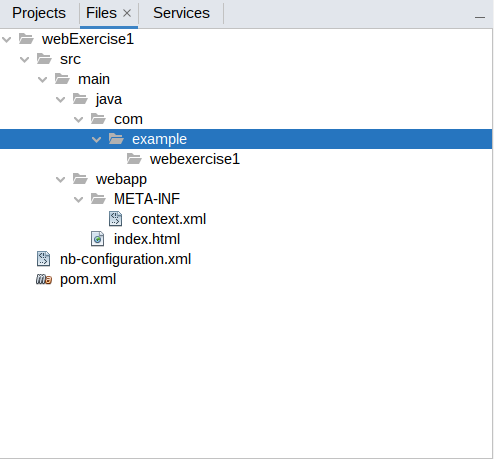 Projects Files Services
webExercise1
src
main
java
com
example
webexercise1
webapp
META-INF
context.xml
index.html
nb-configuration.xml
pom.xml